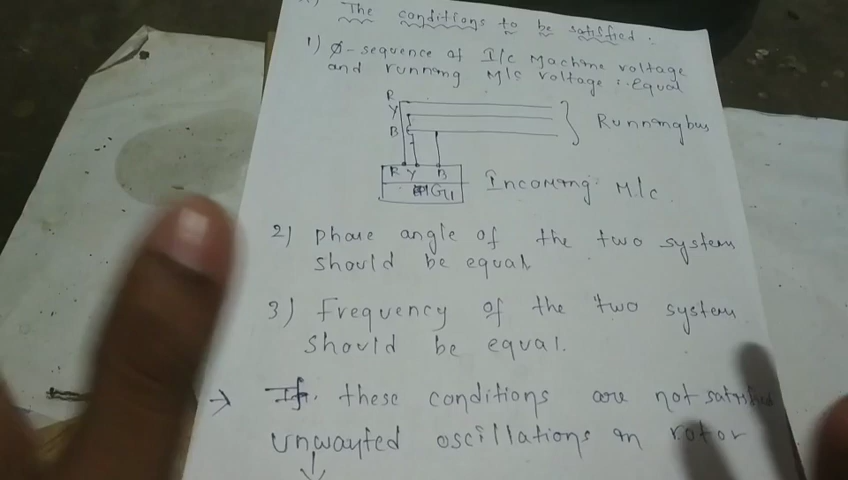 The conditions to be satisfied:
1) Ø-sequence of I/c Machine voltage
and running M/c voltage : equal
R
Y
B
Running bus
R Y B
G1
Incoming M/c
2) phase angle of the two system
should be equal
3) Frequency of the two system
should be equal.
→ If these conditions are not satisfied
unwanted oscillations in rotor